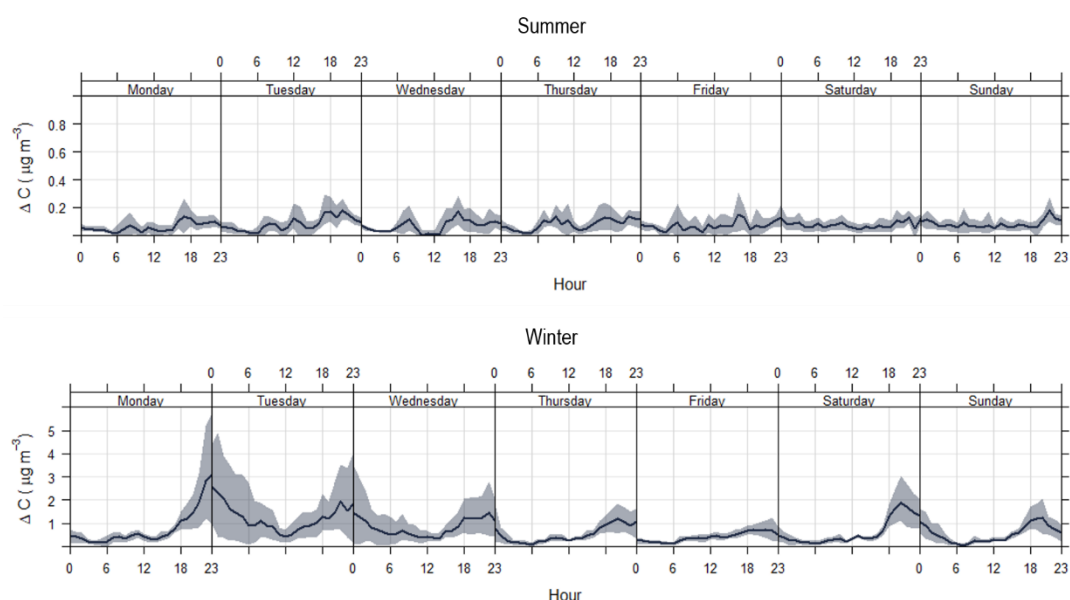 Summer
0 6 12 18 23 0 6 12 18 23 0 6 12 18 23
Monday Tuesday Wednesday Thursday Friday Saturday Sunday
0.8
0.6
0.4
0.2
Δ C ( µg m⁻³)
0 6 12 18 23 0 6 12 18 23 0 6 12 18 23 0 6 12 18 23
Hour
Winter
0 6 12 18 23 0 6 12 18 23 0 6 12 18 23
Monday Tuesday Wednesday Thursday Friday Saturday Sunday
5
4
3
2
1
Δ C ( µg m⁻³)
0 6 12 18 23 0 6 12 18 23 0 6 12 18 23 0 6 12 18 23
Hour